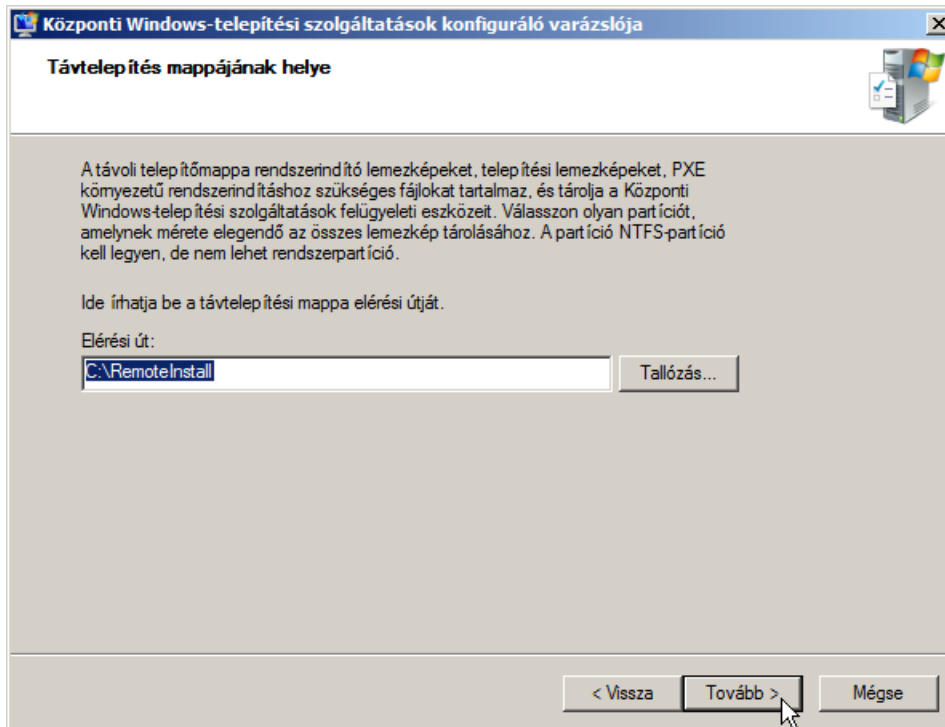 Központi Windows-telepítési szolgáltatások konfiguráló varázslója
Távtelepítés mappájának helye
A távoli telepítőmappa rendszerindító lemezképeket, telepítési lemezképeket, PXE
környezetű rendszerindításhoz szükséges fájlokat tartalmaz, és tárolja a Központi
Windows-telepítési szolgáltatások felügyeleti eszközeit. Válasszon olyan partíciót,
amelynek mérete elegendő az összes lemezkép tárolásához. A partíció NTFS-partíció
kell legyen, de nem lehet rendszerpartíció.
Ide írhatja be a távtelepítési mappa elérési útját.
Elérési út:
C:\RemoteInstall
Tallózás...
< Vissza
Tovább >
Mégse